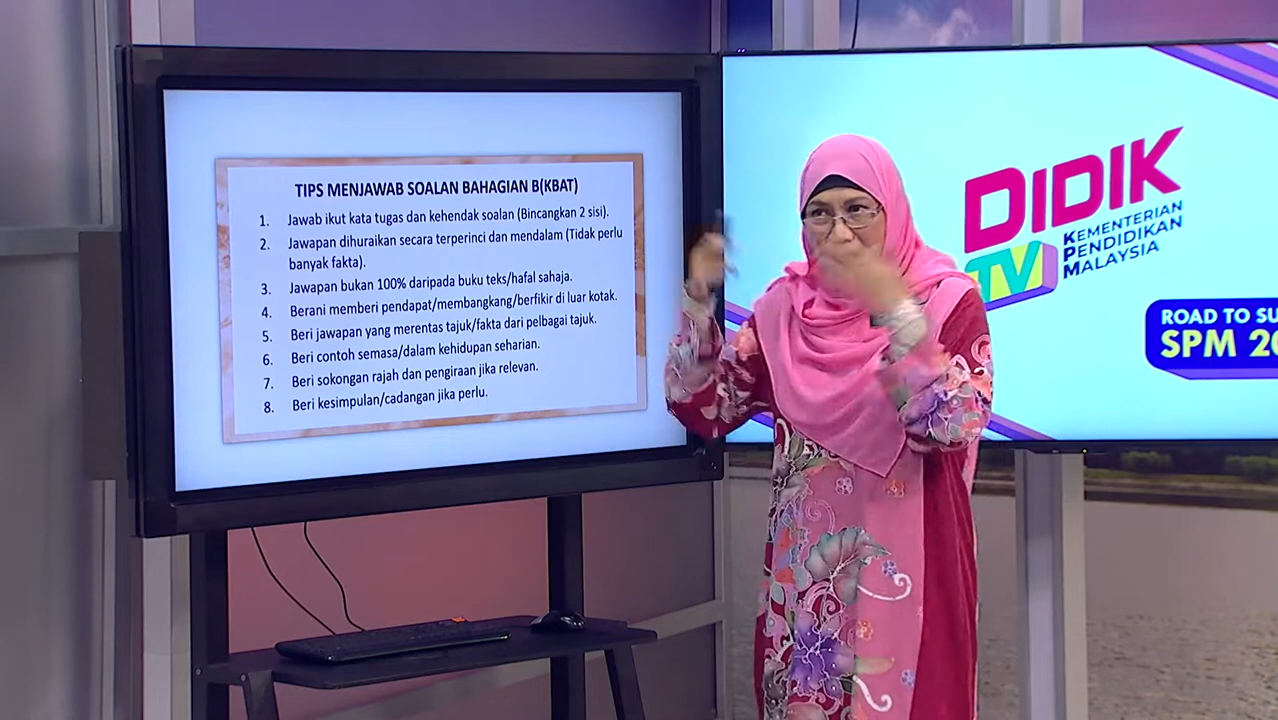 TIPS MENJAWAB SOALAN BAHAGIAN B(KBAT)
1. Jawab ikut kata tugas dan kehendak soalan (Bincangkan 2 sisi).
2. Jawapan dihuraikan secara terperinci dan mendalam (Tidak perlu
banyak fakta).
3. Jawapan bukan 100% daripada buku teks/hafal sahaja.
4. Berani memberi pendapat/membangkang/berfikir di luar kotak.
5. Beri jawapan yang merentas tajuk/fakta dari pelbagai tajuk.
6. Beri contoh semasa/dalam kehidupan seharian.
7. Beri sokongan rajah dan pengiraan jika relevan.
8. Beri kesimpulan/cadangan jika perlu.
DIDIK
TV
KEMENTERIAN
PENDIDIKAN
MALAYSIA
ROAD TO
SPM